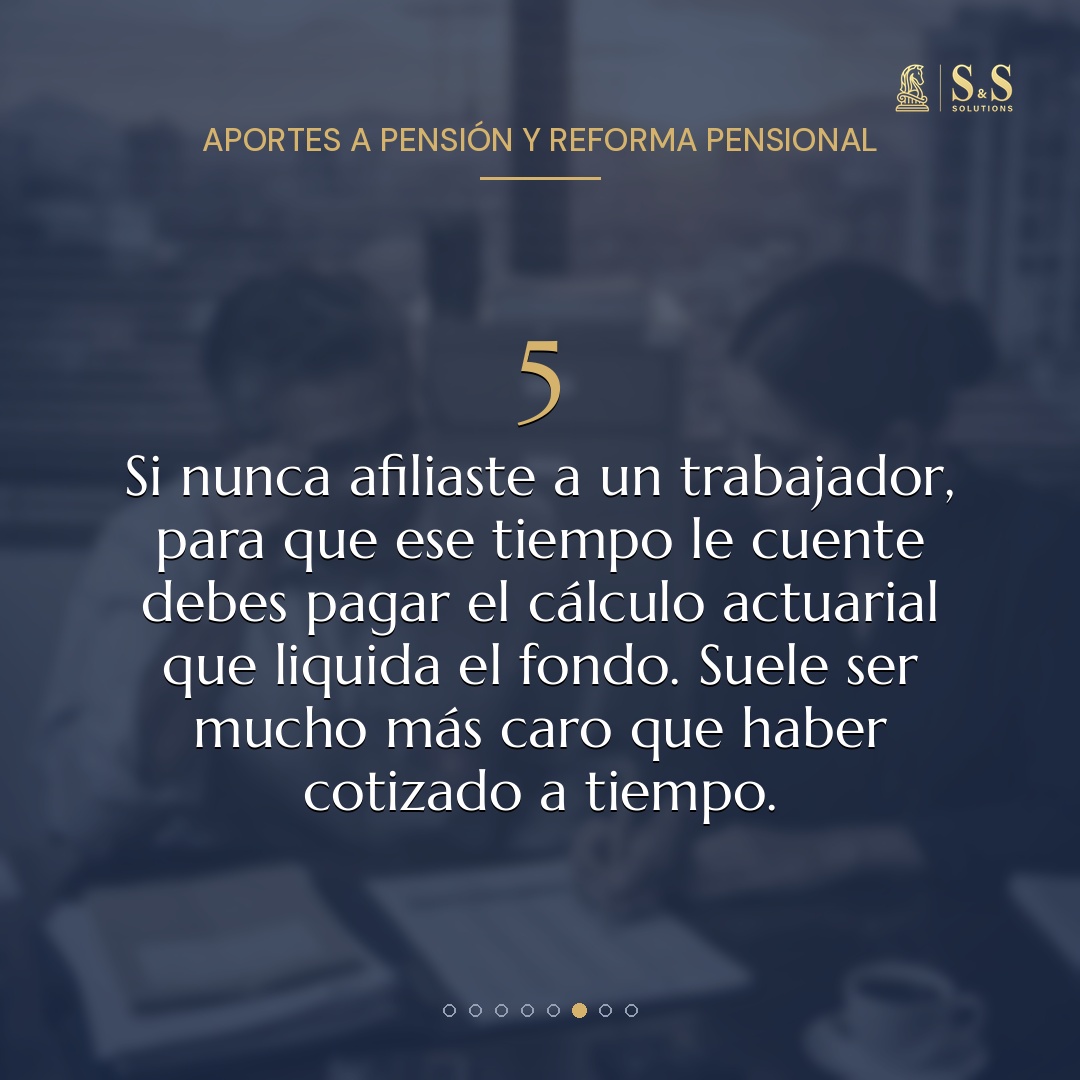 S&S
SOLUTIONS
APORTES A PENSIÓN Y REFORMA PENSIONAL
5
Si nunca afiliaste a un trabajador,
para que ese tiempo le cuente
debes pagar el cálculo actuarial
que liquida el fondo. Suele ser
mucho más caro que haber
cotizado a tiempo.